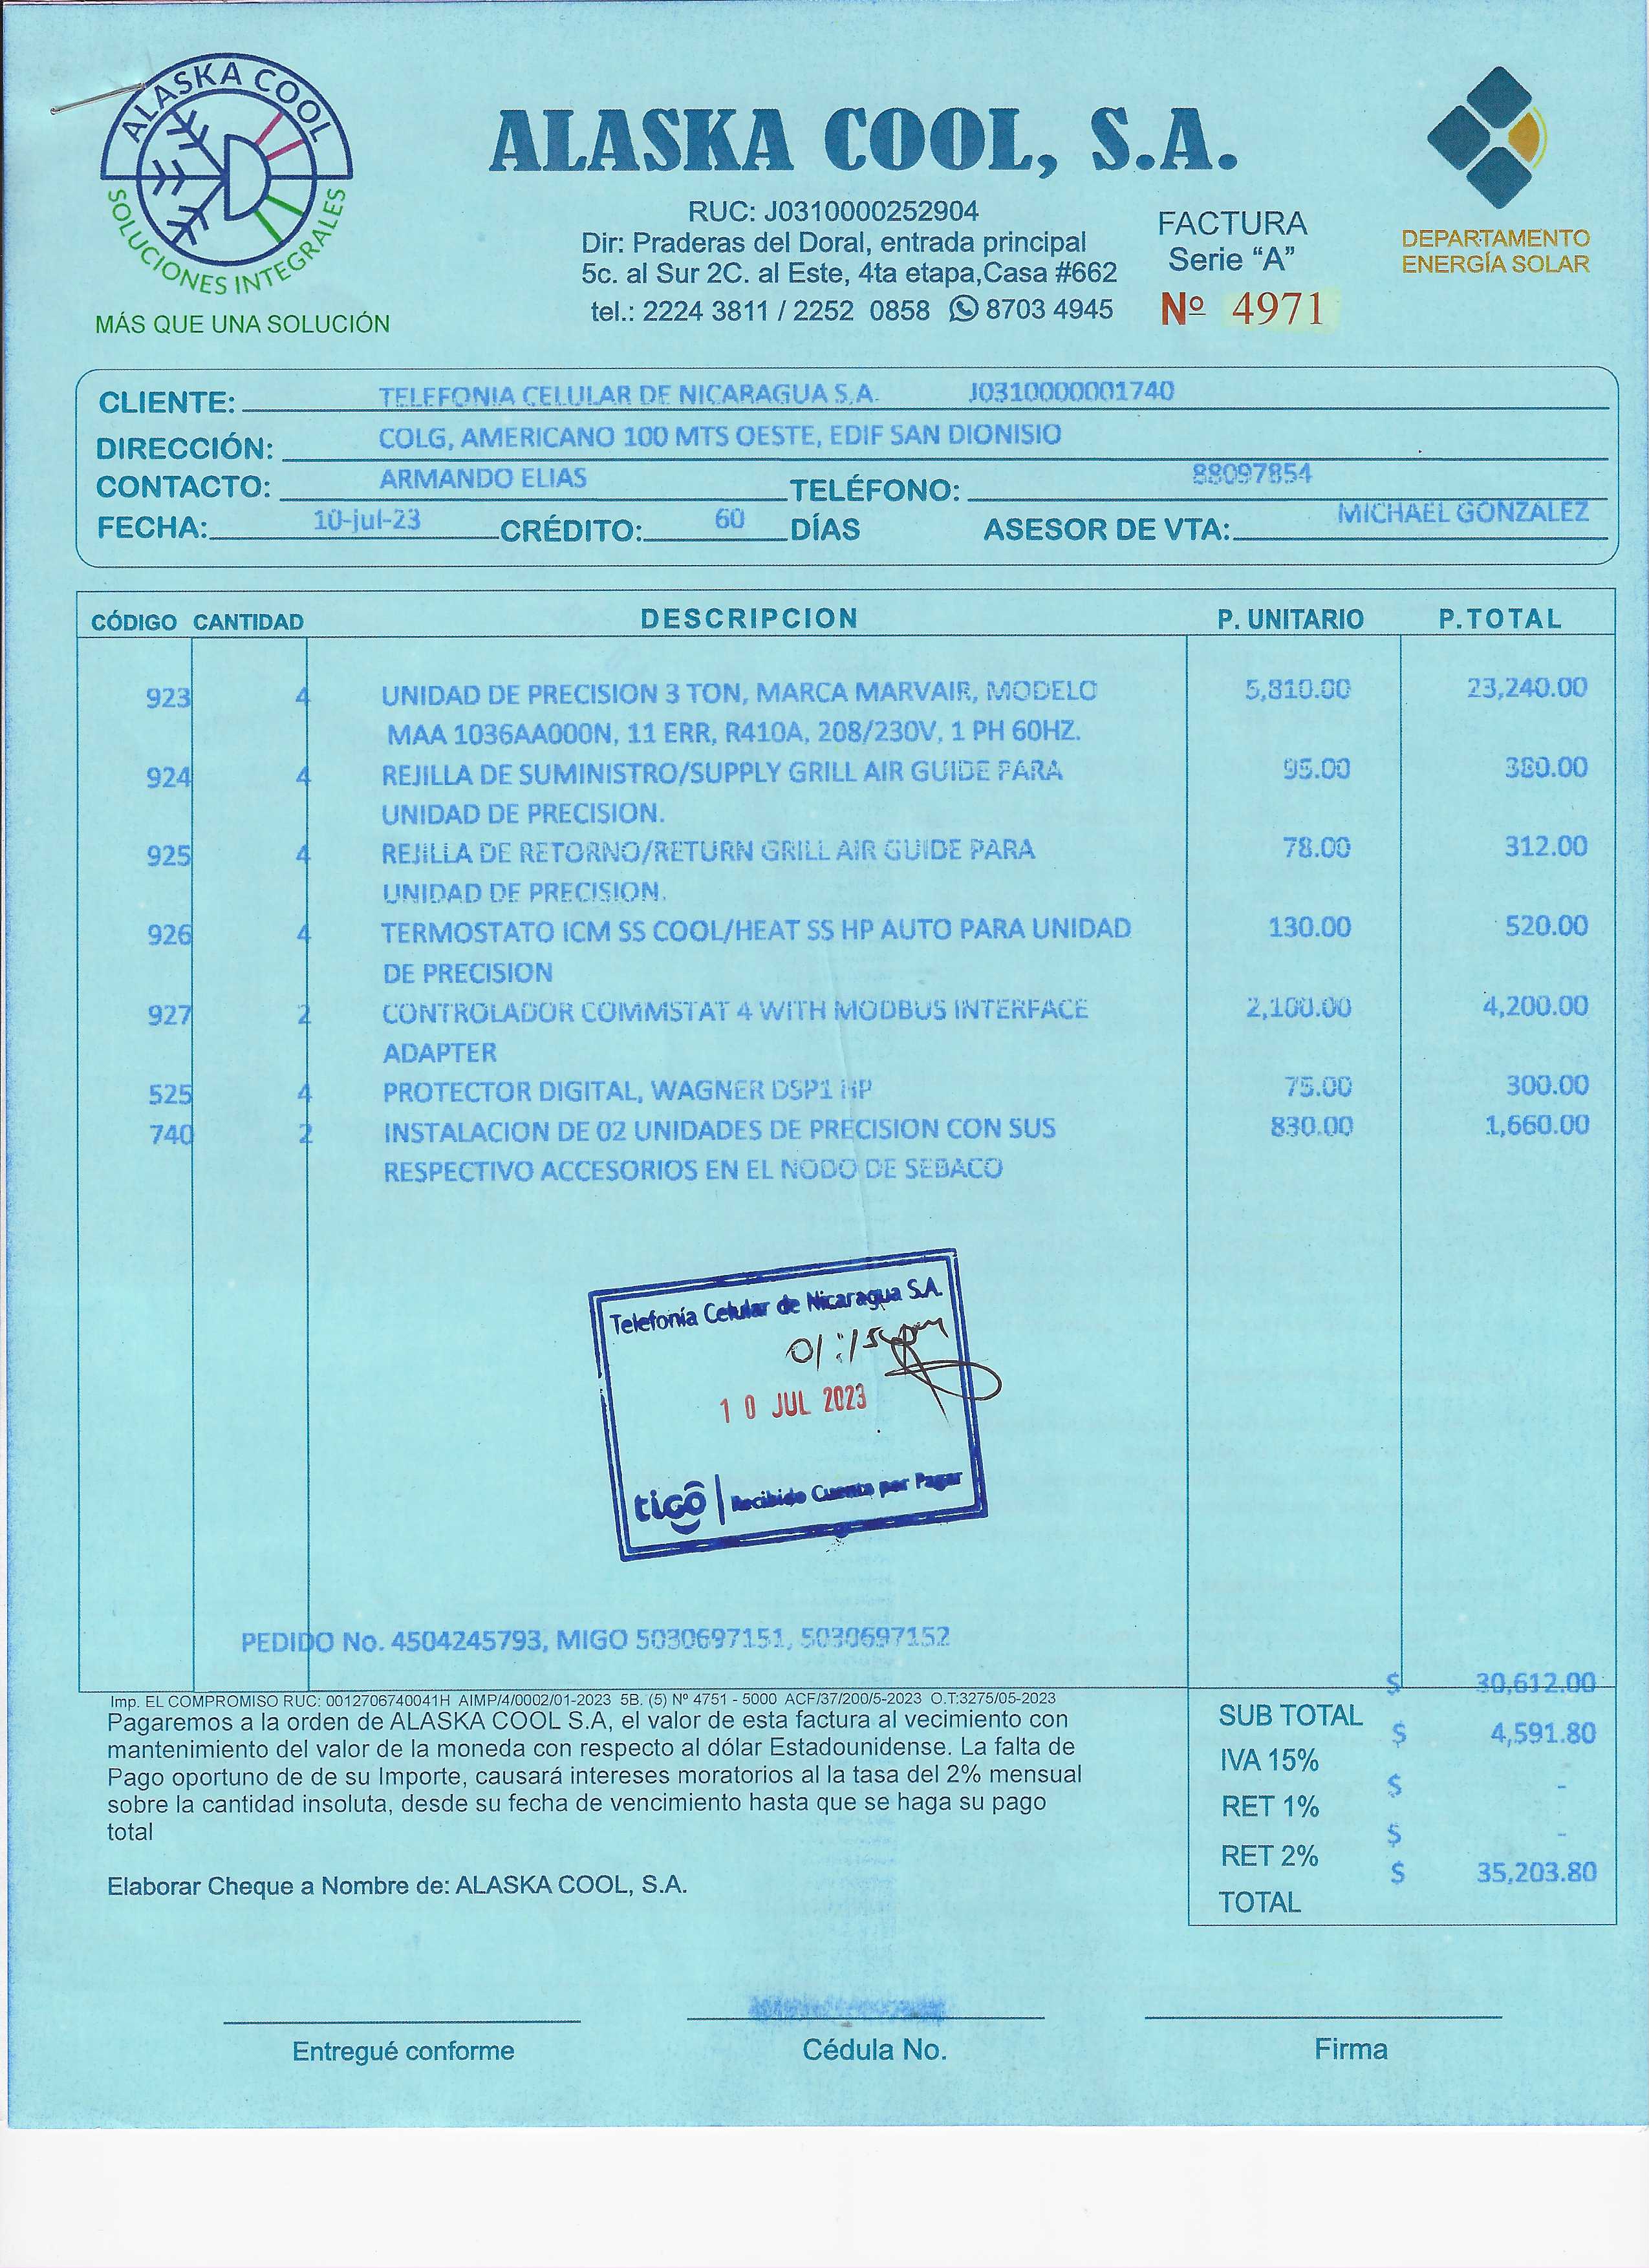 ALASKA COOL
SOLUCIONES INTEGRALES
MÁS QUE UNA SOLUCIÓN
ALASKA COOL, S.A.
RUC: J0310000252904
Dir: Praderas del Doral, entrada principal
5c. al Sur 2C. al Este, 4ta etapa,Casa #662
tel.: 2224 3811 / 2252 0858 8703 4945
FACTURA
Serie “A”
Nº 4971
DEPARTAMENTO
ENERGÍA SOLAR
CLIENTE: TELEFONIA CELULAR DE NICARAGUA S.A. J0310000001740
DIRECCIÓN: COLG, AMERICANO 100 MTS OESTE, EDIF SAN DIONISIO
CONTACTO: ARMANDO ELIAS TELÉFONO: 88097854
FECHA: 10-jul-23 CRÉDITO: 60 DÍAS ASESOR DE VTA: MICHAEL GONZALEZ
CÓDIGO CANTIDAD DESCRIPCION P. UNITARIO P.TOTAL
923 4 UNIDAD DE PRECISION 3 TON, MARCA MARVAIR, MODELO 5,810.00 23,240.00
MAA 1036AA000N, 11 ERR, R410A, 208/230V, 1 PH 60HZ.
924 4 REJILLA DE SUMINISTRO/SUPPLY GRILL AIR GUIDE PARA 95.00 380.00
UNIDAD DE PRECISION.
925 4 REJILLA DE RETORNO/RETURN GRILL AIR GUIDE PARA 78.00 312.00
UNIDAD DE PRECISION.
926 4 TERMOSTATO ICM SS COOL/HEAT SS HP AUTO PARA UNIDAD 130.00 520.00
DE PRECISION
927 2 CONTROLADOR COMMSTAT 4 WITH MODBUS INTERFACE 2,100.00 4,200.00
ADAPTER
525 4 PROTECTOR DIGITAL, WAGNER DSP1 HP 75.00 300.00
740 2 INSTALACION DE 02 UNIDADES DE PRECISION CON SUS 830.00 1,660.00
RESPECTIVO ACCESORIOS EN EL NODO DE SEBACO
Telefonía Celular de Nicaragua S.A.
01:15pm
10 JUL 2023
tigo Recibido Cuenta por Pagar
PEDIDO No. 4504245793, MIGO 5030697151, 5030697152
Imp. EL COMPROMISO RUC: 0012706740041H AIMP/4/0002/01-2023 5B. (5) Nº 4751 - 5000 ACF/37/200/5-2023 O.T:3275/05-2023
Pagaremos a la orden de ALASKA COOL S.A, el valor de esta factura al vecimiento con
mantenimiento del valor de la moneda con respecto al dólar Estadounidense. La falta de
Pago oportuno de de su Importe, causará intereses moratorios al la tasa del 2% mensual
sobre la cantidad insoluta, desde su fecha de vencimiento hasta que se haga su pago
total
Elaborar Cheque a Nombre de: ALASKA COOL, S.A.
SUB TOTAL $ 30,612.00
IVA 15% $ 4,591.80
RET 1% $ -
RET 2% $ -
TOTAL $ 35,203.80
Entregué conforme
Cédula No.
Firma